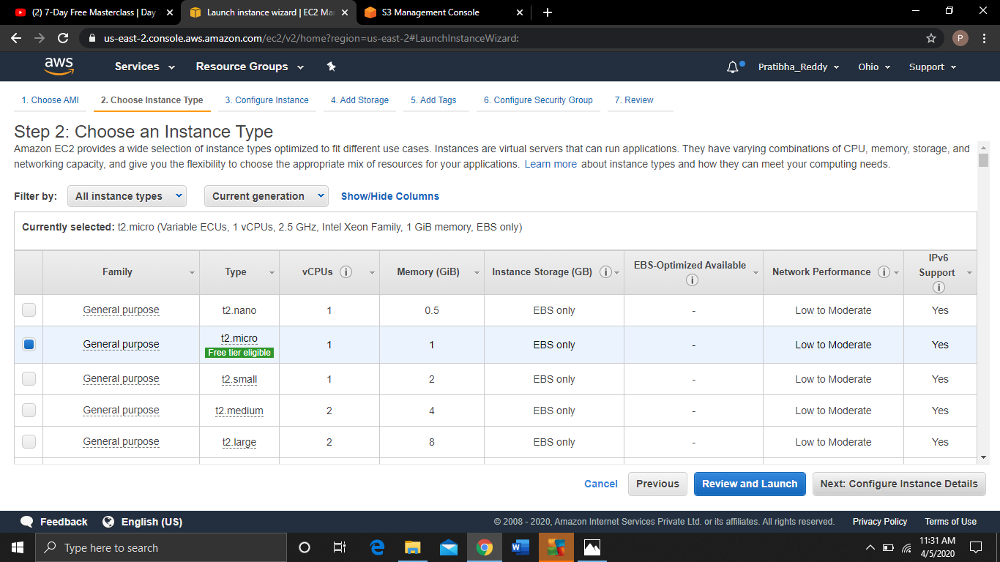 (2) 7-Day Free Masterclass | Day
Launch instance wizard | EC2 Ma
S3 Management Console
us-east-2.console.aws.amazon.com/ec2/v2/home?region=us-east-2#LaunchInstanceWizard:
P
aws Services Resource Groups Pratibha_Reddy Ohio Support
1. Choose AMI 2. Choose Instance Type 3. Configure Instance 4. Add Storage 5. Add Tags 6. Configure Security Group 7. Review
Step 2: Choose an Instance Type
Amazon EC2 provides a wide selection of instance types optimized to fit different use cases. Instances are virtual servers that can run applications. They have varying combinations of CPU, memory, storage, and
networking capacity, and give you the flexibility to choose the appropriate mix of resources for your applications. Learn more about instance types and how they can meet your computing needs.
Filter by: All instance types Current generation Show/Hide Columns
Currently selected: t2.micro (Variable ECUs, 1 vCPUs, 2.5 GHz, Intel Xeon Family, 1 GiB memory, EBS only)
Family Type vCPUs Memory (GiB) Instance Storage (GB) EBS-Optimized Available Network Performance IPv6 Support
General purpose t2.nano 1 0.5 EBS only - Low to Moderate Yes
General purpose t2.micro Free tier eligible 1 1 EBS only - Low to Moderate Yes
General purpose t2.small 1 2 EBS only - Low to Moderate Yes
General purpose t2.medium 2 4 EBS only - Low to Moderate Yes
General purpose t2.large 2 8 EBS only - Low to Moderate Yes
Cancel Previous Review and Launch Next: Configure Instance Details
Feedback English (US) © 2008 - 2020, Amazon Internet Services Private Ltd. or its affiliates. All rights reserved. Privacy Policy Terms of Use
Type here to search
11:31 AM
4/5/2020